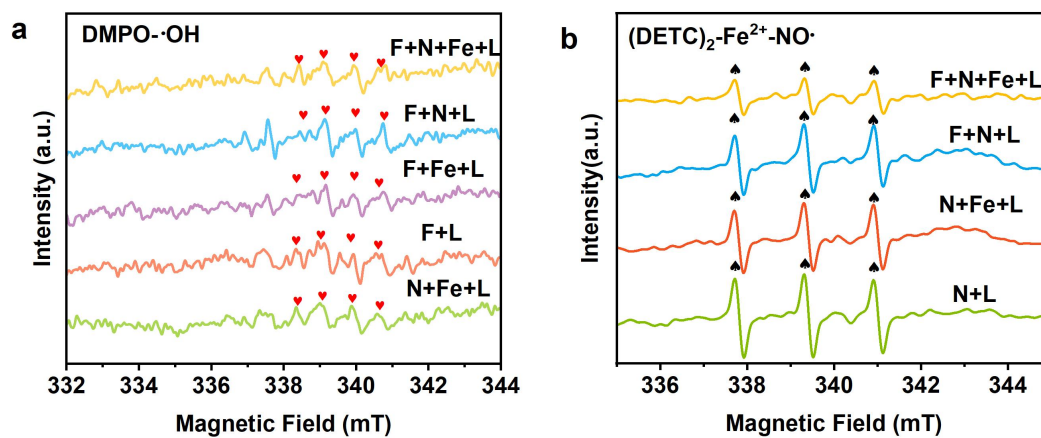 a
DMPO-·OH
F+N+Fe+L
F+N+L
F+Fe+L
F+L
N+Fe+L
Intensity (a.u.)
332 334 336 338 340 342 344
Magnetic Field (mT)
b
(DETC)₂-Fe²⁺-NO·
F+N+Fe+L
F+N+L
N+Fe+L
N+L
Intensity(a.u.)
336 338 340 342 344
Magnetic Field (mT)